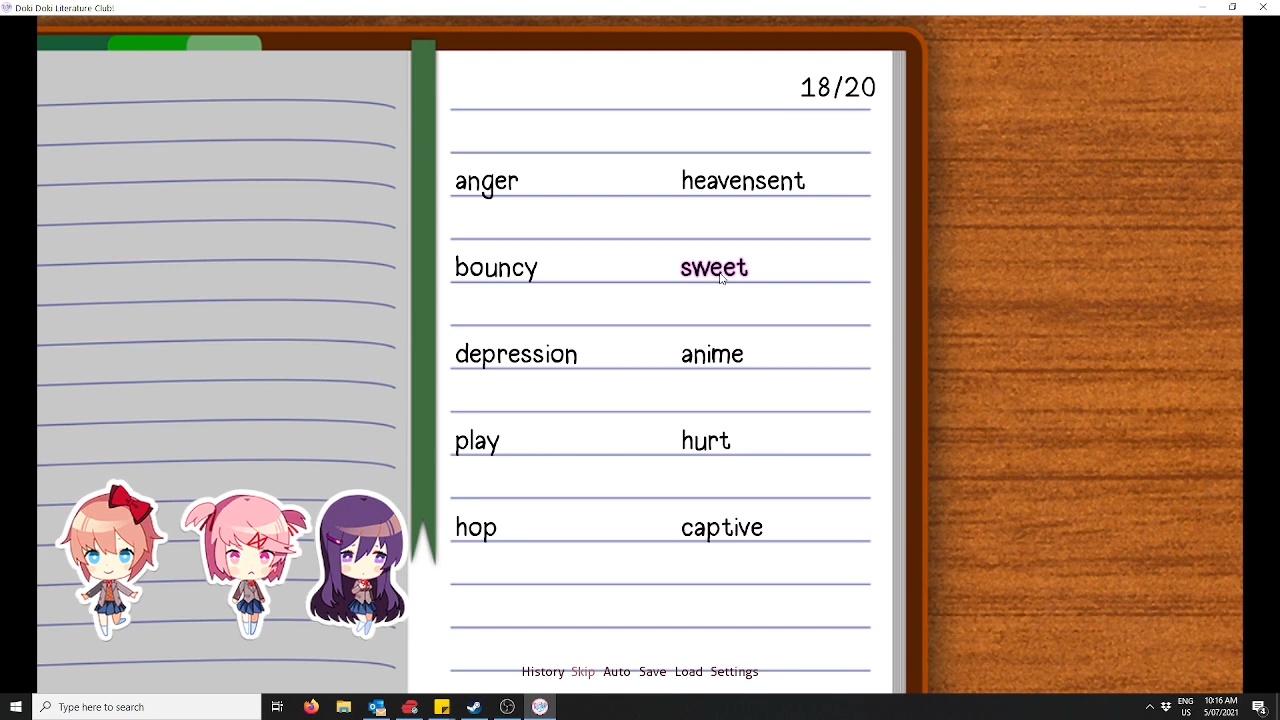 Doki Doki Literature Club!
18/20
anger heavensent
bouncy sweet
depression anime
play hurt
hop captive
History Skip Auto Save Load Settings
Type here to search
ENG 10:16 AM
US 5/07/2021